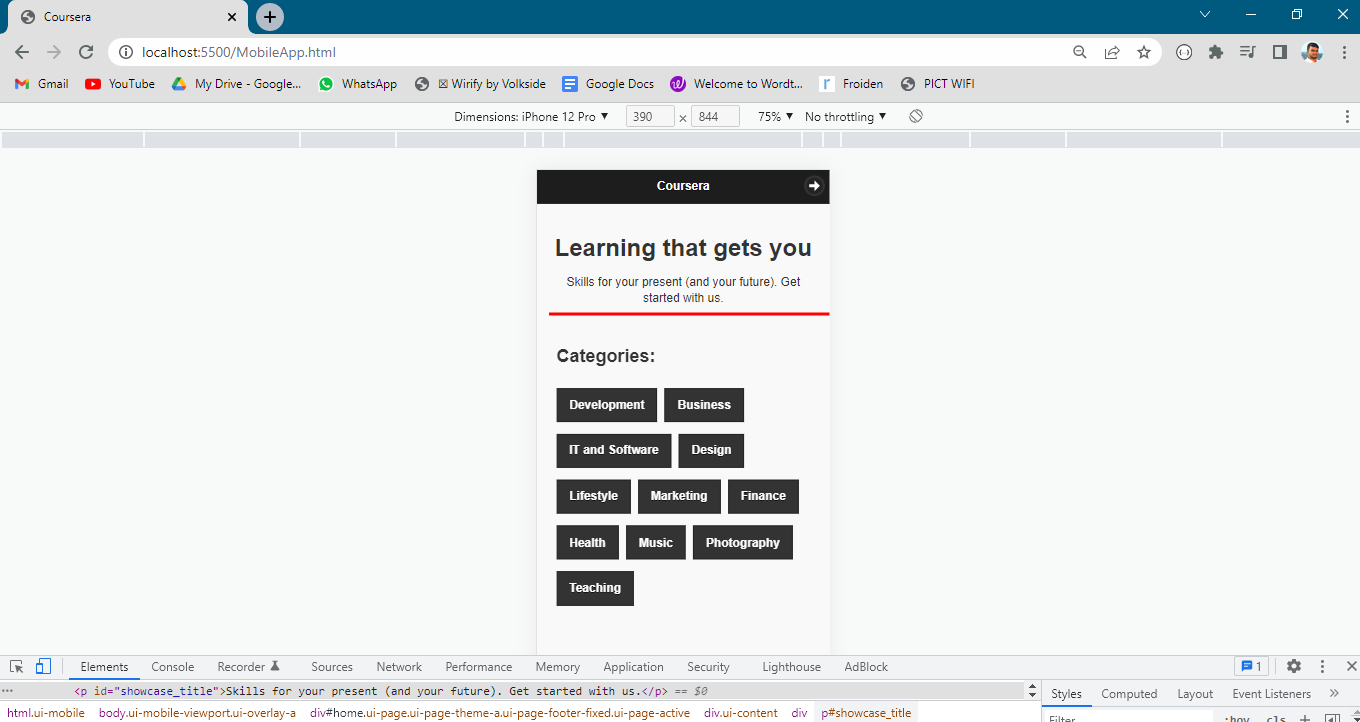 Coursera
localhost:5500/MobileApp.html
Gmail YouTube My Drive - Google... WhatsApp Wirify by Volkside Google Docs Welcome to Wordt... Froiden PICT WIFI
Dimensions: iPhone 12 Pro ▼ 390 × 844 75% ▼ No throttling ▼
Coursera
Learning that gets you
Skills for your present (and your future). Get
started with us.
Categories:
Development Business
IT and Software Design
Lifestyle Marketing Finance
Health Music Photography
Teaching
Elements Console Recorder Sources Network Performance Memory Application Security Lighthouse AdBlock 1
<p id="showcase_title">Skills for your present (and your future). Get started with us.</p> == $0
Styles Computed Layout Event Listeners »
html.ui-mobile body.ui-mobile-viewport.ui-overlay-a div#home.ui-page.ui-page-theme-a.ui-page-footer-fixed.ui-page-active div.ui-content div p#showcase_title
Filter :hov .cls +